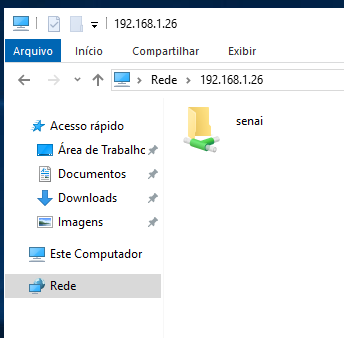 192.168.1.26
Arquivo Início Compartilhar Exibir
Rede 192.168.1.26
senai
Acesso rápido
Área de Trabalhc
Documentos
Downloads
Imagens
Este Computador
Rede